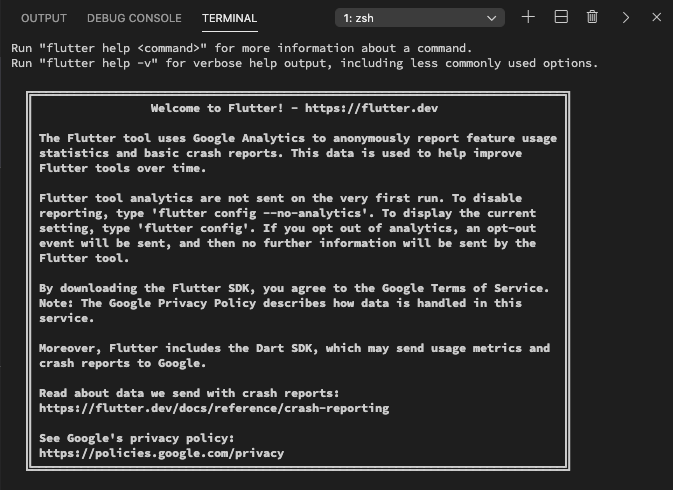 OUTPUT DEBUG CONSOLE TERMINAL 1: zsh
Run "flutter help <command>" for more information about a command.
Run "flutter help -v" for verbose help output, including less commonly used options.
Welcome to Flutter! - https://flutter.dev
The Flutter tool uses Google Analytics to anonymously report feature usage
statistics and basic crash reports. This data is used to help improve
Flutter tools over time.
Flutter tool analytics are not sent on the very first run. To disable
reporting, type 'flutter config --no-analytics'. To display the current
setting, type 'flutter config'. If you opt out of analytics, an opt-out
event will be sent, and then no further information will be sent by the
Flutter tool.
By downloading the Flutter SDK, you agree to the Google Terms of Service.
Note: The Google Privacy Policy describes how data is handled in this
service.
Moreover, Flutter includes the Dart SDK, which may send usage metrics and
crash reports to Google.
Read about data we send with crash reports:
https://flutter.dev/docs/reference/crash-reporting
See Google's privacy policy:
https://policies.google.com/privacy